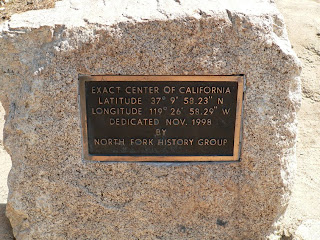 EXACT CENTER OF CALIFORNIA
LATITUDE 37° 9' 58.23" N
LONGITUDE 119° 26' 58.29" W
DEDICATED NOV. 1998
BY
NORTH FORK HISTORY GROUP